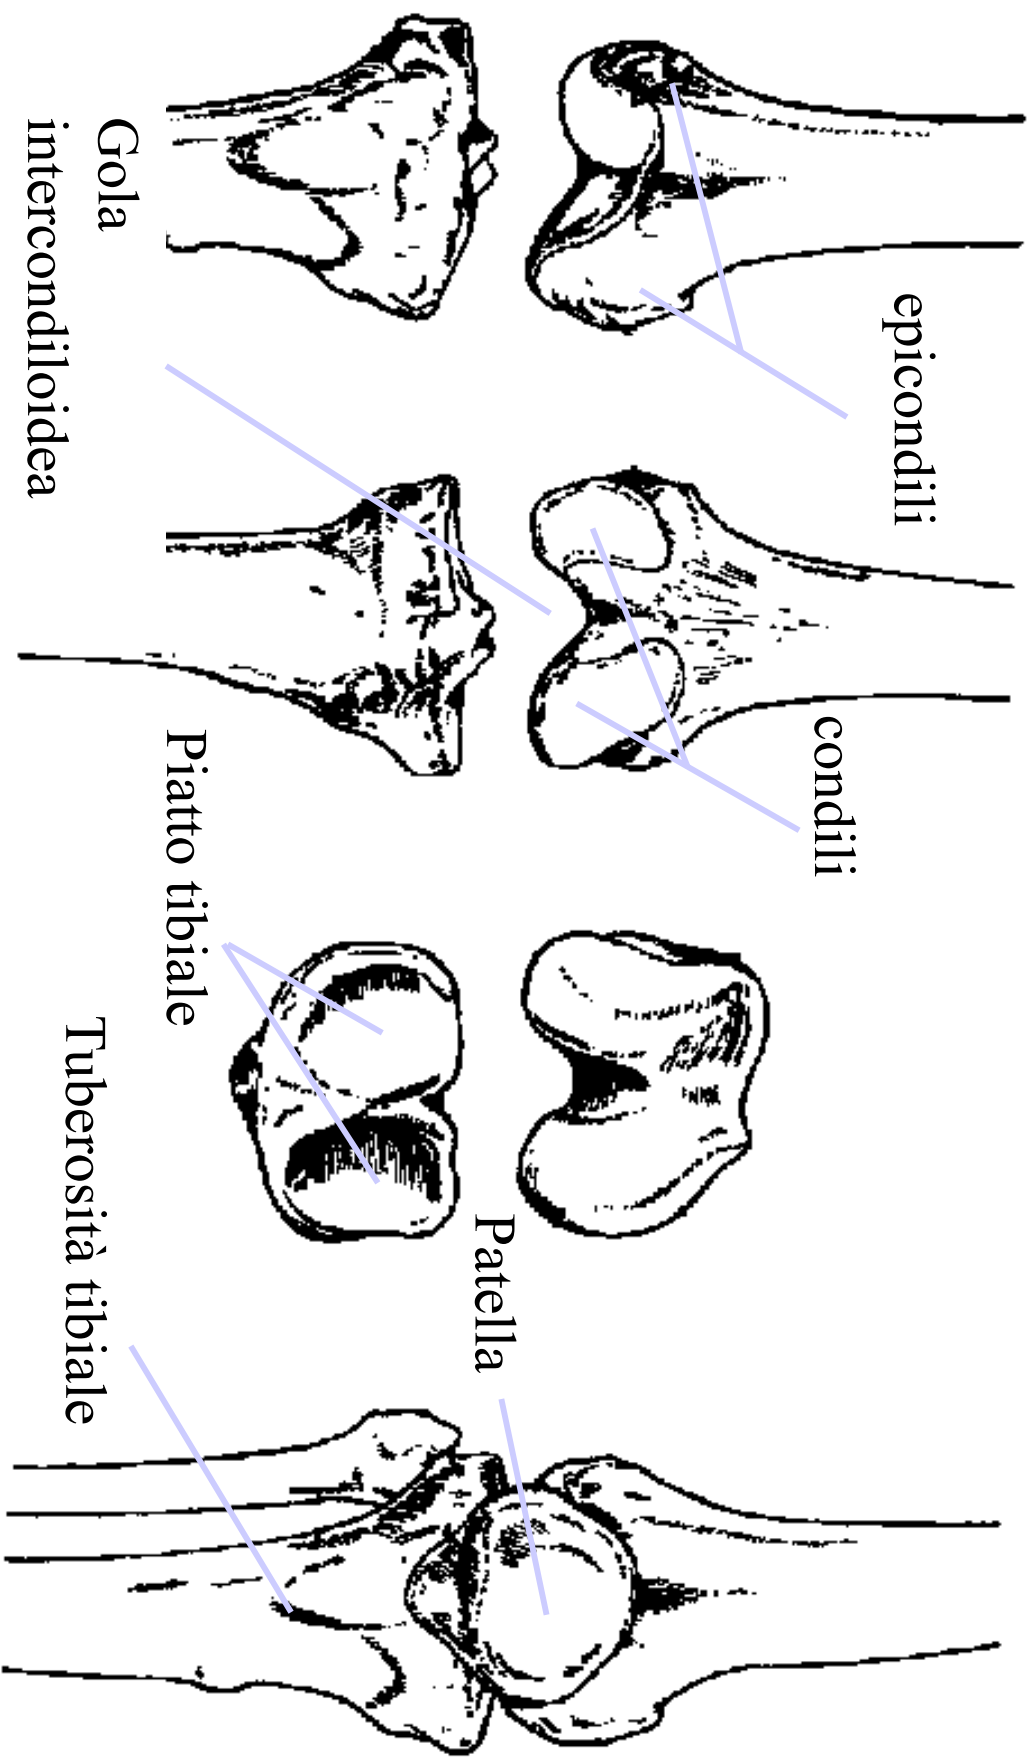 epicondili
condili
Gola
intercondiloidea
Piatto tibiale
Patella
Tuberosità tibiale